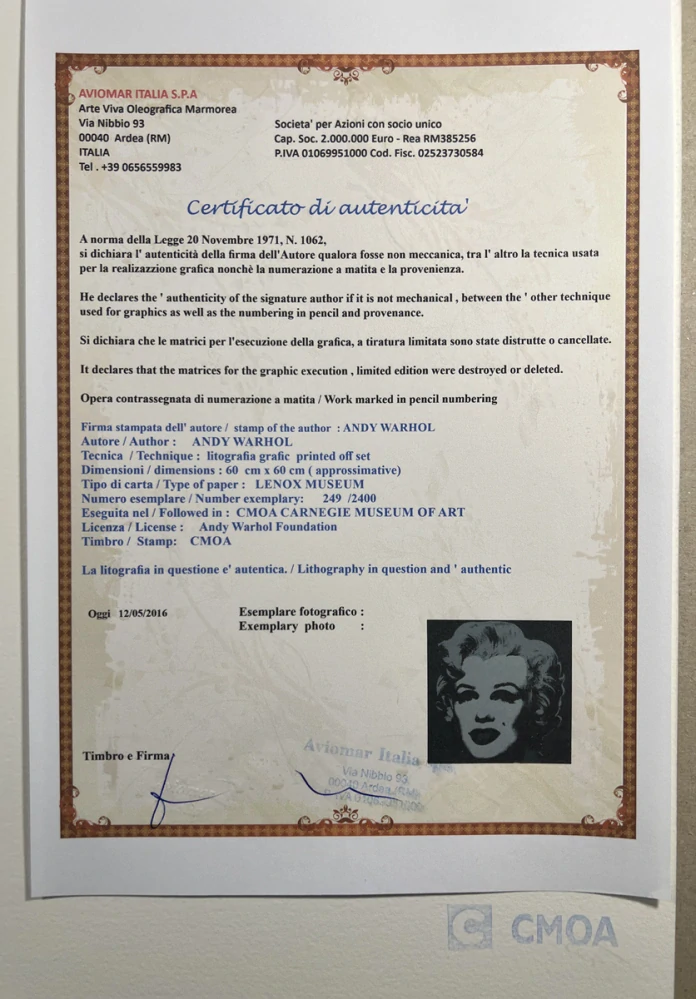 AVIOMAR ITALIA S.P.A
Arte Viva Oleografica Marmorea
Via Nibbio 93
00040 Ardea (RM)
ITALIA
Tel . +39 0656559983
Societa' per Azioni con socio unico
Cap. Soc. 2.000.000 Euro - Rea RM385256
P.IVA 01069951000 Cod. Fisc. 02523730584
Certificato di autenticita'
A norma della Legge 20 Novembre 1971, N. 1062,
si dichiara l' autenticità della firma dell'Autore qualora fosse non meccanica, tra l' altro la tecnica usata
per la realizazzione grafica nonchè la numerazione a matita e la provenienza.
He declares the ' authenticity of the signature author if it is not mechanical , between the ' other technique
used for graphics as well as the numbering in pencil and provenance.
Si dichiara che le matrici per l'esecuzione della grafica, a tiratura limitata sono state distrutte o cancellate.
It declares that the matrices for the graphic execution , limited edition were destroyed or deleted.
Opera contrassegnata di numerazione a matita / Work marked in pencil numbering
Firma stampata dell' autore / stamp of the author : ANDY WARHOL
Autore / Author : ANDY WARHOL
Tecnica / Technique : litografia grafic printed off set
Dimensioni / dimensions : 60 cm x 60 cm ( approssimative)
Tipo di carta / Type of paper : LENOX MUSEUM
Numero esemplare / Number exemplary: 249 /2400
Eseguita nel / Followed in : CMOA CARNEGIE MUSEUM OF ART
Licenza / License : Andy Warhol Foundation
Timbro / Stamp: CMOA
La litografia in questione e' autentica. / Lithography in question and ' authentic
Oggi 12/05/2016
Esemplare fotografico :
Exemplary photo :
Timbro e Firma
Aviomar Italia
Via Nibbio 93
00040 Ardea
C CMOA